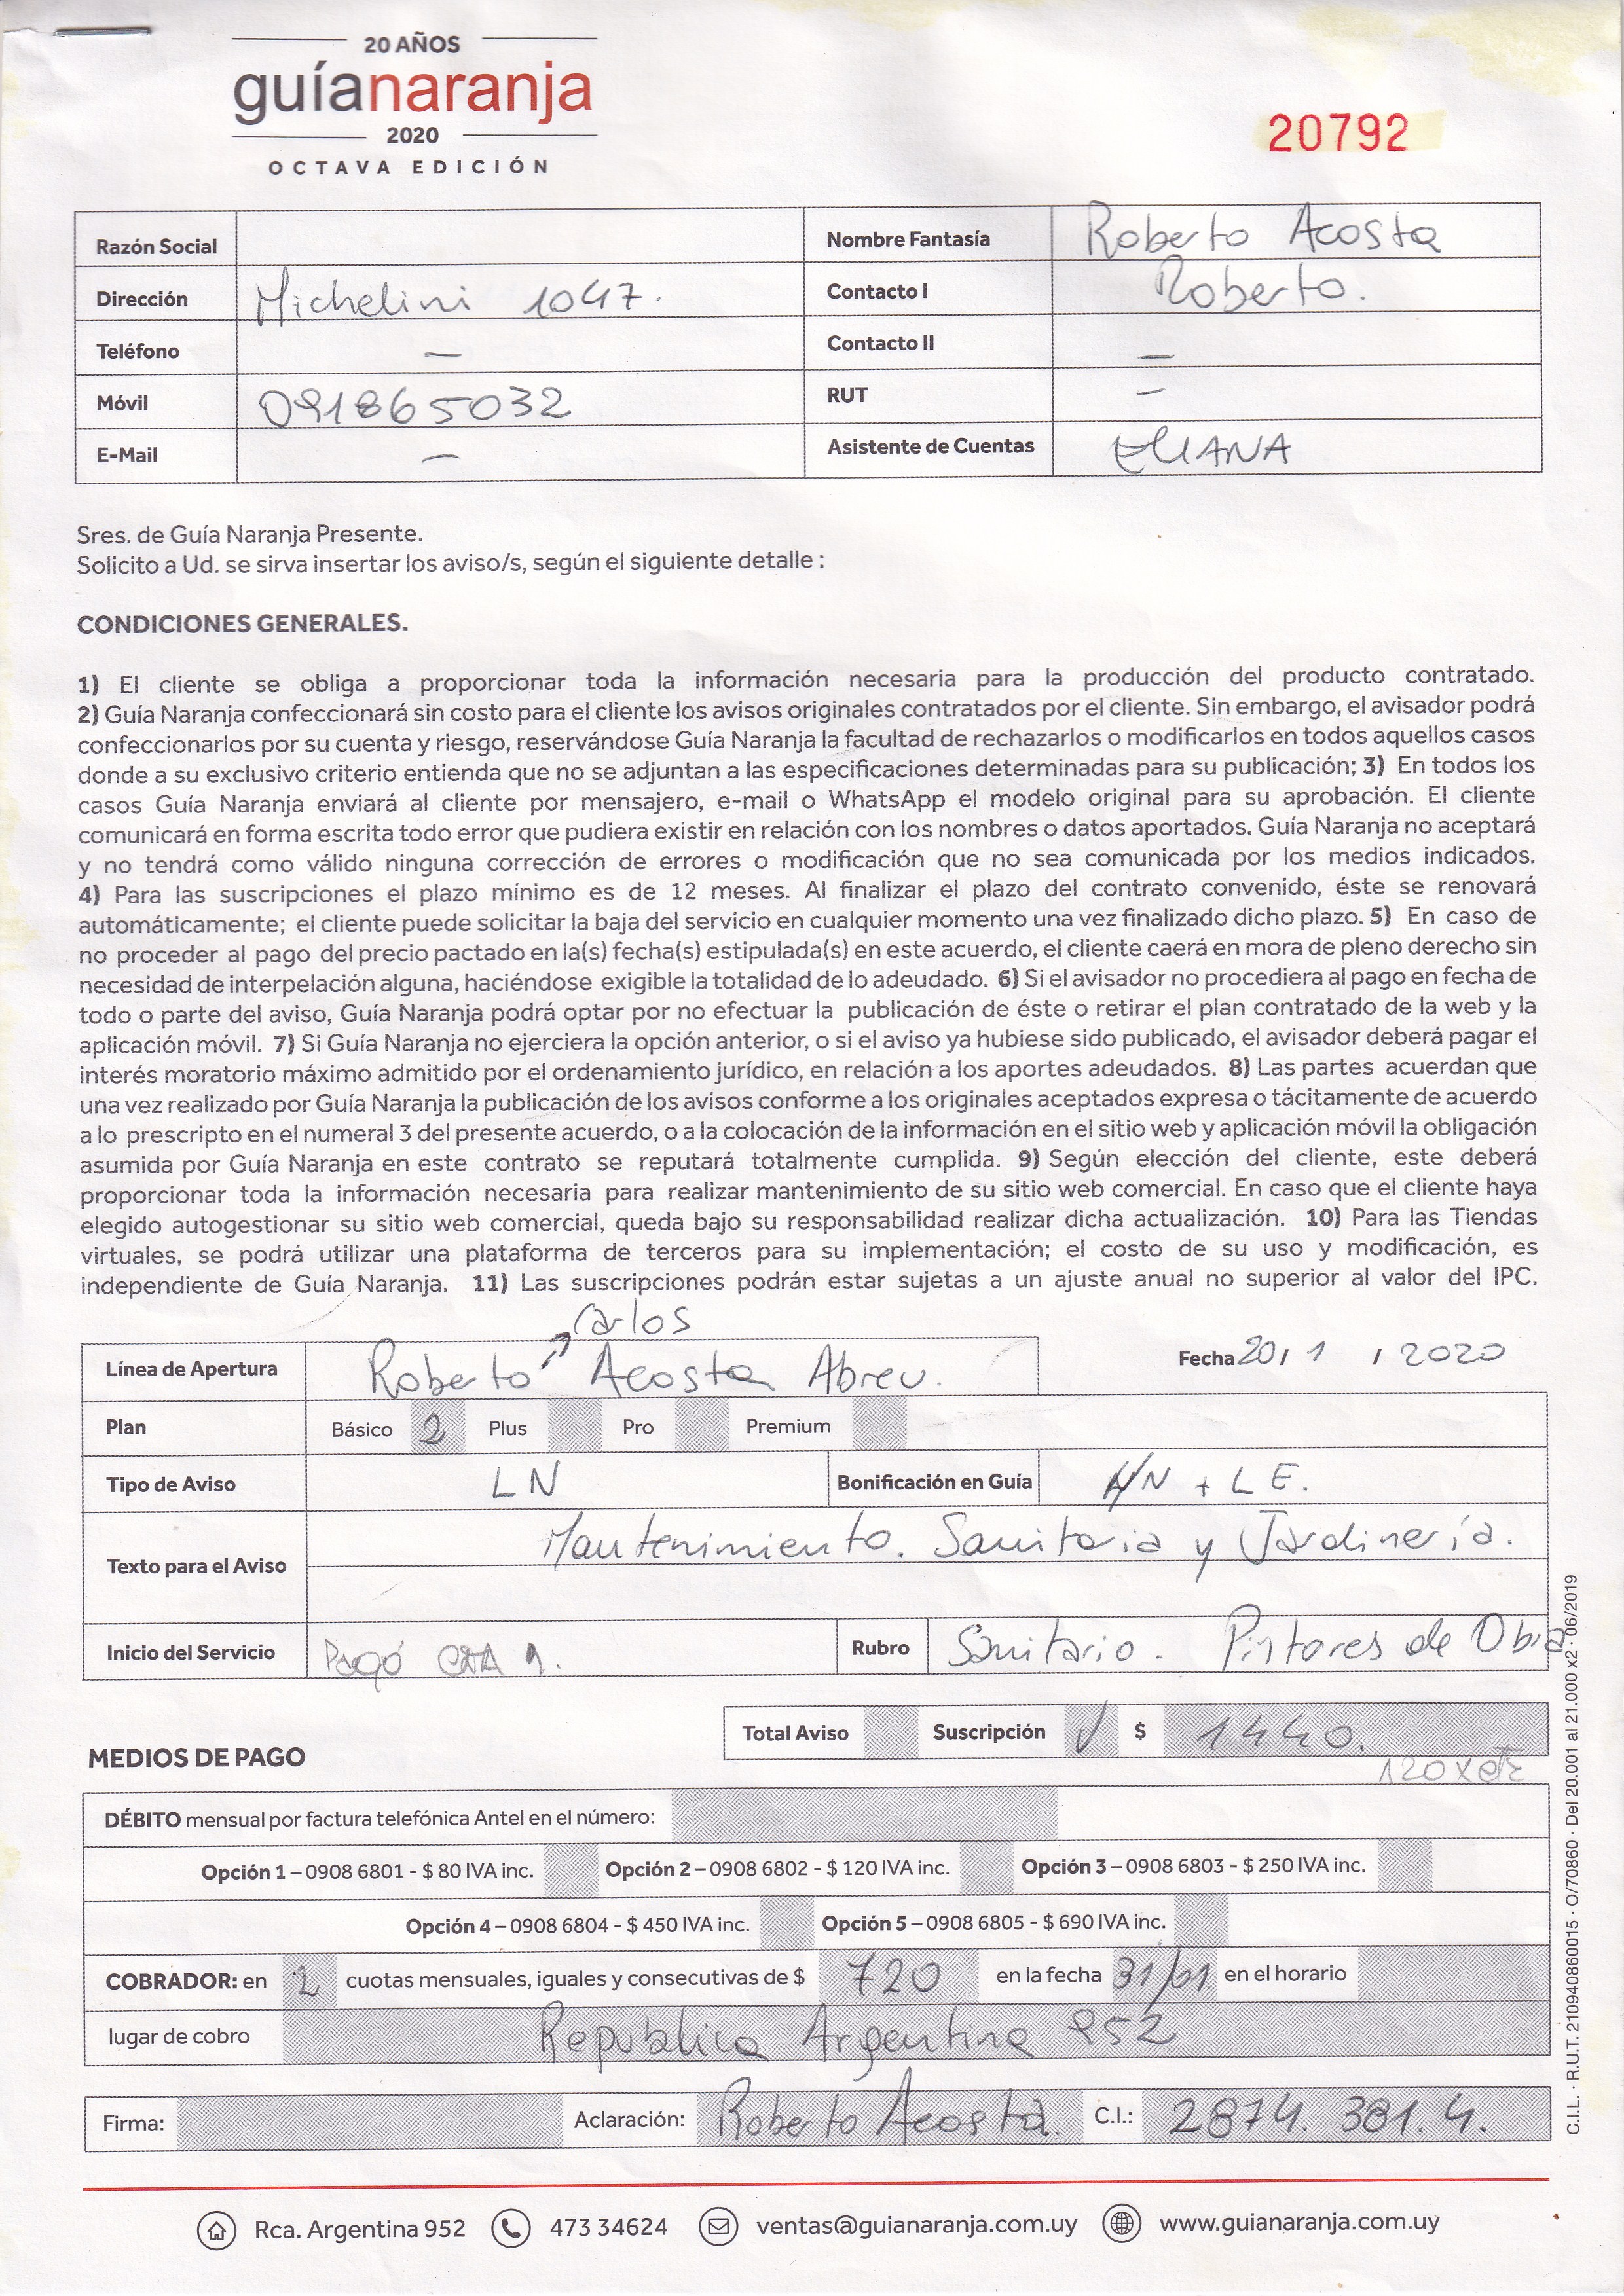 20 AÑOS
guíanaranja
2020
OCTAVA EDICIÓN
20792
Razón Social
Nombre Fantasía Roberto Acosta
Dirección Michelini 1047.
Contacto I Roberto.
Teléfono —
Contacto II —
Móvil 091865032
RUT —
E-Mail —
Asistente de Cuentas ELIANA
Sres. de Guía Naranja Presente.
Solicito a Ud. se sirva insertar los aviso/s, según el siguiente detalle :
CONDICIONES GENERALES.
1) El cliente se obliga a proporcionar toda la información necesaria para la producción del producto contratado.
2) Guía Naranja confeccionará sin costo para el cliente los avisos originales contratados por el cliente. Sin embargo, el avisador podrá
confeccionarlos por su cuenta y riesgo, reservándose Guía Naranja la facultad de rechazarlos o modificarlos en todos aquellos casos
donde a su exclusivo criterio entienda que no se adjuntan a las especificaciones determinadas para su publicación; 3) En todos los
casos Guía Naranja enviará al cliente por mensajero, e-mail o WhatsApp el modelo original para su aprobación. El cliente
comunicará en forma escrita todo error que pudiera existir en relación con los nombres o datos aportados. Guía Naranja no aceptará
y no tendrá como válido ninguna corrección de errores o modificación que no sea comunicada por los medios indicados.
4) Para las suscripciones el plazo mínimo es de 12 meses. Al finalizar el plazo del contrato convenido, éste se renovará
automáticamente; el cliente puede solicitar la baja del servicio en cualquier momento una vez finalizado dicho plazo. 5) En caso de
no proceder al pago del precio pactado en la(s) fecha(s) estipulada(s) en este acuerdo, el cliente caerá en mora de pleno derecho sin
necesidad de interpelación alguna, haciéndose exigible la totalidad de lo adeudado. 6) Si el avisador no procediera al pago en fecha de
todo o parte del aviso, Guía Naranja podrá optar por no efectuar la publicación de éste o retirar el plan contratado de la web y la
aplicación móvil. 7) Si Guía Naranja no ejerciera la opción anterior, o si el aviso ya hubiese sido publicado, el avisador deberá pagar el
interés moratorio máximo admitido por el ordenamiento jurídico, en relación a los aportes adeudados. 8) Las partes acuerdan que
una vez realizado por Guía Naranja la publicación de los avisos conforme a los originales aceptados expresa o tácitamente de acuerdo
a lo prescripto en el numeral 3 del presente acuerdo, o a la colocación de la información en el sitio web y aplicación móvil la obligación
asumida por Guía Naranja en este contrato se reputará totalmente cumplida. 9) Según elección del cliente, este deberá
proporcionar toda la información necesaria para realizar mantenimiento de su sitio web comercial. En caso que el cliente haya
elegido autogestionar su sitio web comercial, queda bajo su responsabilidad realizar dicha actualización. 10) Para las Tiendas
virtuales, se podrá utilizar una plataforma de terceros para su implementación; el costo de su uso y modificación, es
independiente de Guía Naranja. 11) Las suscripciones podrán estar sujetas a un ajuste anual no superior al valor del IPC.
Carlos
Línea de Apertura Roberto Acosta Abreu.
Fecha 20/ 1 / 2020
Plan Básico 2 Plus Pro Premium
Tipo de Aviso LN Bonificación en Guía N + LE.
Texto para el Aviso Mantenimiento. Sanitaria y Jardinería.
Inicio del Servicio Pagó 1. Rubro Sanitario. Pintores de Obra
Total Aviso Suscripción ✓ $ 1440.
120 x
MEDIOS DE PAGO
DÉBITO mensual por factura telefónica Antel en el número:
Opción 1 – 0908 6801 - $ 80 IVA inc. Opción 2 – 0908 6802 - $ 120 IVA inc. Opción 3 – 0908 6803 - $ 250 IVA inc.
Opción 4 – 0908 6804 - $ 450 IVA inc. Opción 5 – 0908 6805 - $ 690 IVA inc.
COBRADOR: en 2 cuotas mensuales, iguales y consecutivas de $ 720 en la fecha 31/01. en el horario
lugar de cobro Republica Argentina 952
Firma: Aclaración: Roberto Acosta. C.I.: 2874. 381. 4.
Rca. Argentina 952 473 34624 ventas@guianaranja.com.uy www.guianaranja.com.uy
C.I.L. · R.U.T. 210940860015 · O/70860 · Del 20.001 al 21.000 x2 · 06/2019